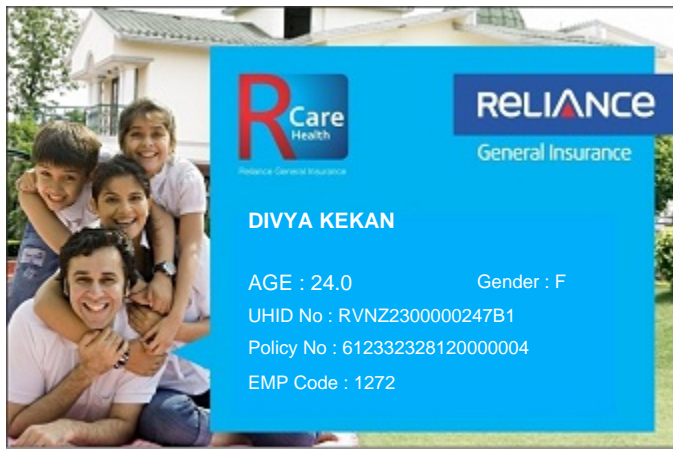 R Care
Health
Reliance General Insurance
RELIANCE
General Insurance
DIVYA KEKAN
AGE : 24.0 Gender : F
UHID No : RVNZ2300000247B1
Policy No : 612332328120000004
EMP Code : 1272